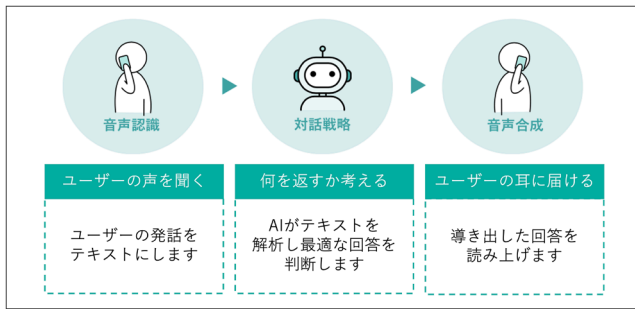 音声認識
対話戦略
音声合成
ユーザーの声を聞く
何を返すか考える
ユーザーの耳に届ける
ユーザーの発話を
テキストにします
AIがテキストを
解析し最適な回答を
判断します
導き出した回答を
読み上げます